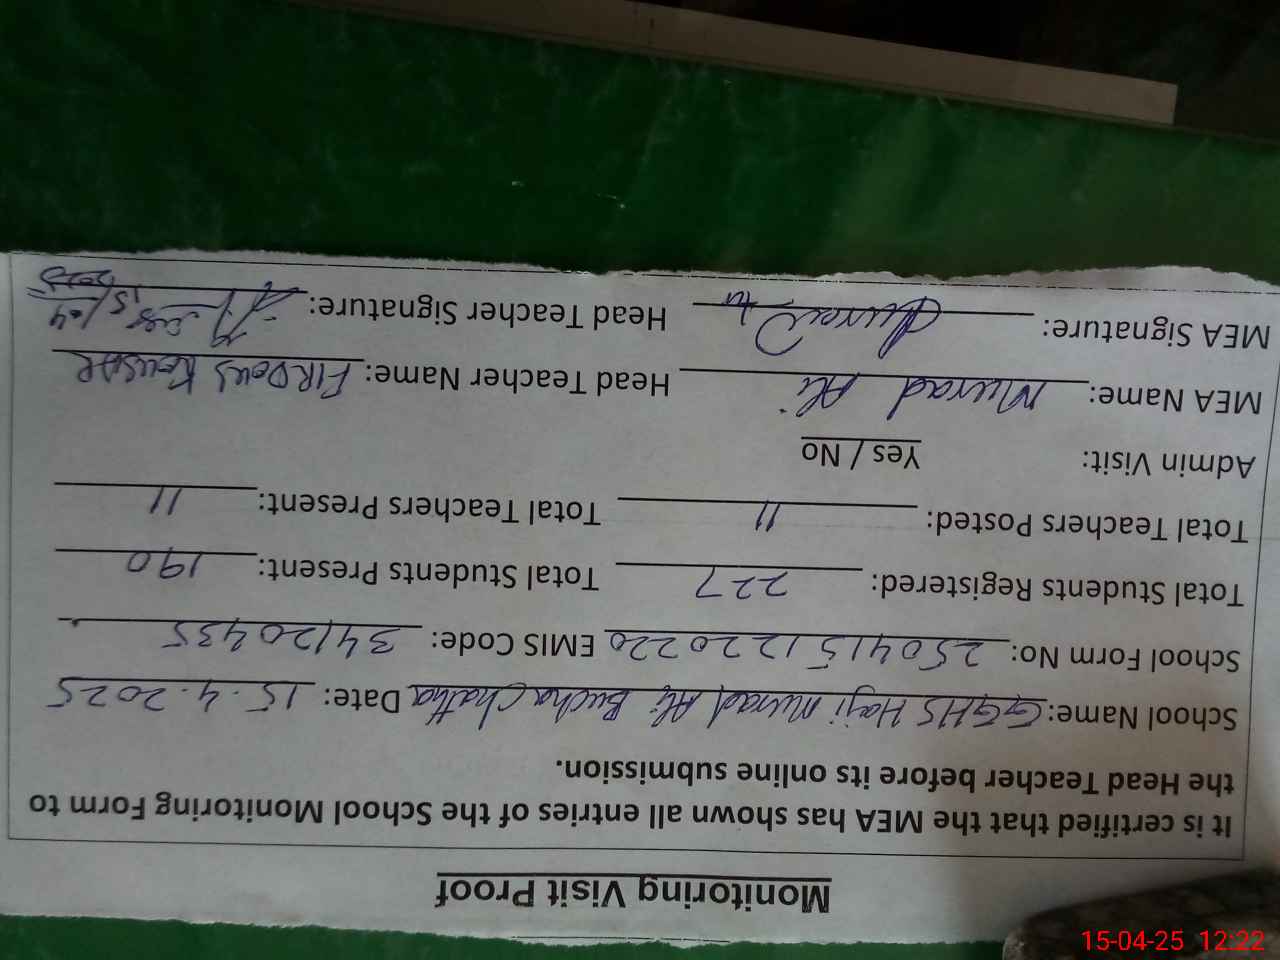 Monitoring Visit Proof
It is certified that the MEA has shown all entries of the School Monitoring Form to
the Head Teacher before its online submission.
School Name: GGHS Haji Murad Ali Bucha Chatha Date: 15.4.2025
School Form No: 2504151220220 EMIS Code: 34120435
Total Students Registered: 227 Total Students Present: 190
Total Teachers Posted: 11 Total Teachers Present: 11
Admin Visit: Yes / No
MEA Name: Murad Ali Head Teacher Name: FIRDOUS KOUSAR
MEA Signature: Head Teacher Signature: 15/04
2025
15-04-25 12:22